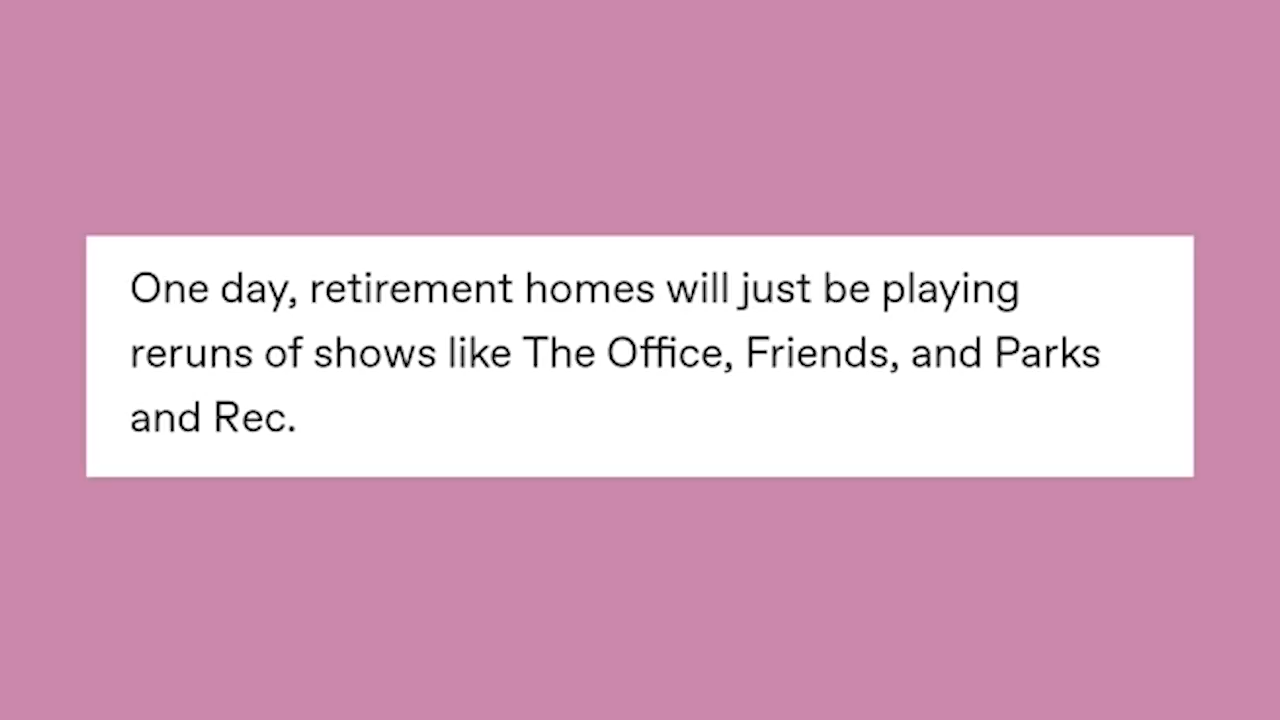 One day, retirement homes will just be playing
reruns of shows like The Office, Friends, and Parks
and Rec.